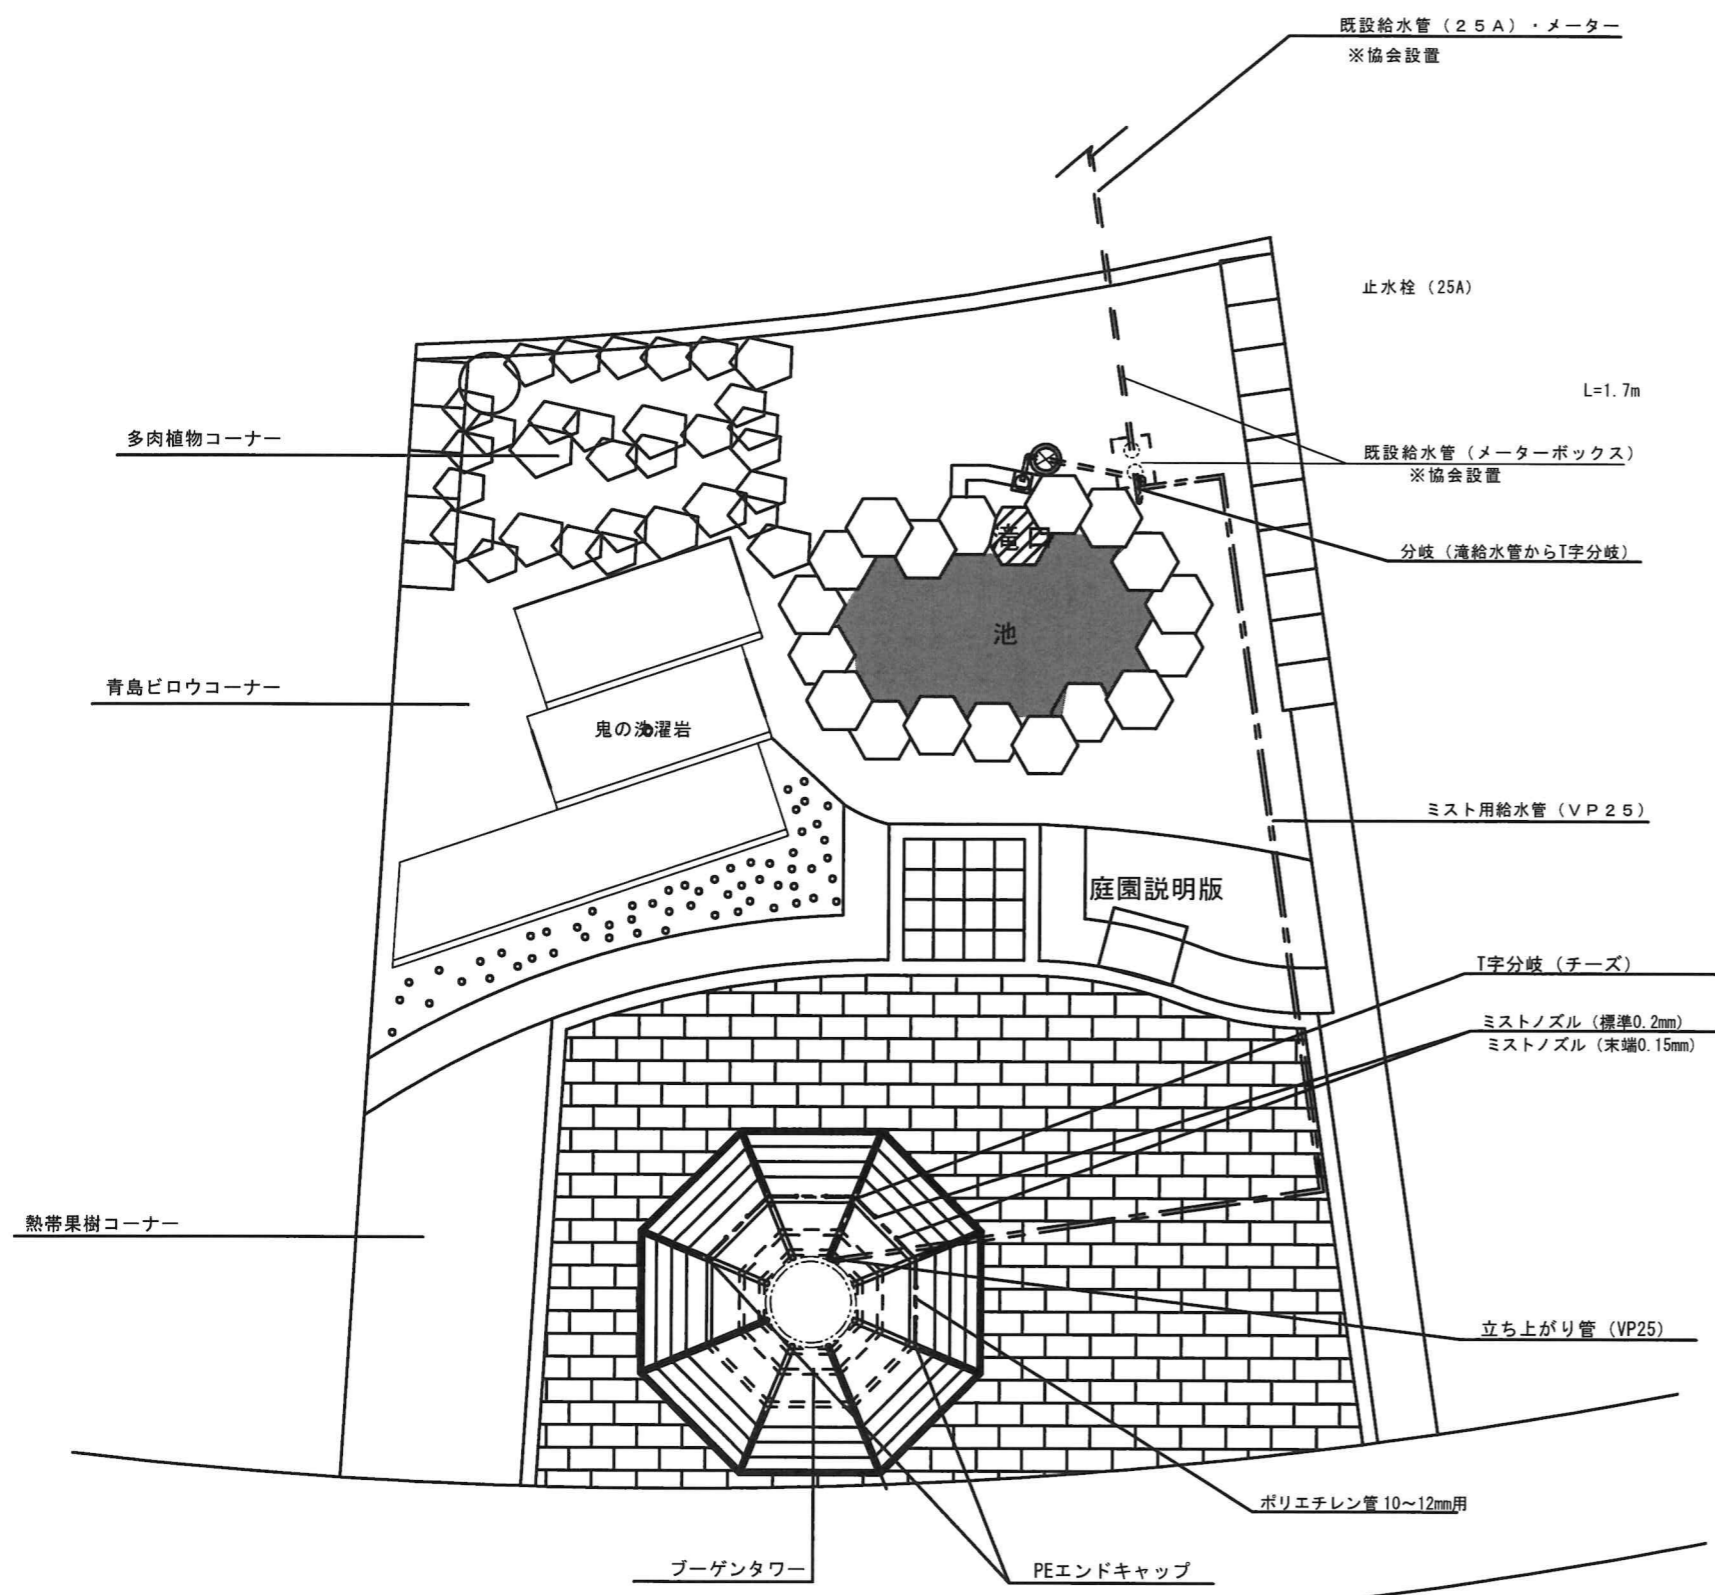 既設給水管（２５Ａ）・メーター
※協会設置
止水栓（25A）
L=1.7m
多肉植物コーナー
既設給水管（メーターボックス）
※協会設置
滝口
分岐（滝給水管からT字分岐）
池
青島ビロウコーナー
鬼の洗濯岩
ミスト用給水管（ＶＰ２５）
庭園説明版
T字分岐（チーズ）
ミストノズル（標準0.2mm）
ミストノズル（末端0.15mm）
熱帯果樹コーナー
立ち上がり管（VP25）
ポリエチレン管 10～12mm用
ブーゲンタワー
PEエンドキャップ